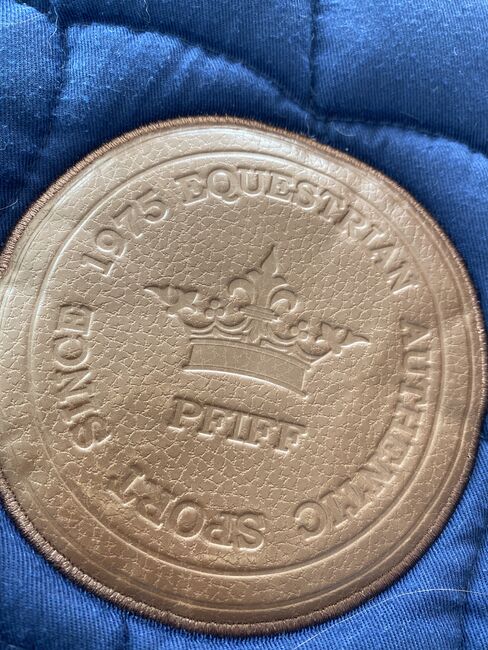 SINCE 1975 EQUESTRIAN AUTHENTIC SPORT
PFIFF